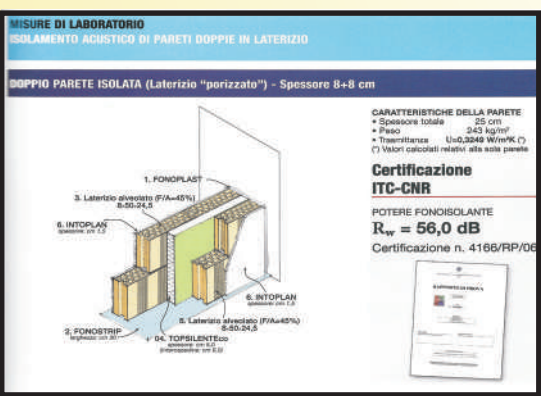 MISURE DI LABORATORIO
ISOLAMENTO ACUSTICO DI PARETI DOPPIE IN LATERIZIO
DOPPIO PARETE ISOLATA (Laterizio "porizzato") - Spessore 8+8 cm
CARATTERISTICHE DELLA PARETE
• Spessore totale 25 cm
• Peso 243 kg/m²
• Trasmittanza U=0,3249 W/m²K (*)
(*) Valori calcolati relativi alla sola parete
Certificazione
ITC-CNR
POTERE FONOISOLANTE
Rw = 56,0 dB
Certificazione n. 4166/RP/06
RAPPORTO DI PROVA
1. FONOPLAST
3. Laterizio alveolato (F/A=45%)
8-50-24,5
6. INTOPLAN
spessore: cm 1,5
6. INTOPLAN
spessore: cm 1,5
5. Laterizio alveolato (F/A=45%)
8-50-24,5
2. FONOSTRIP
04. TOPSILENTEco